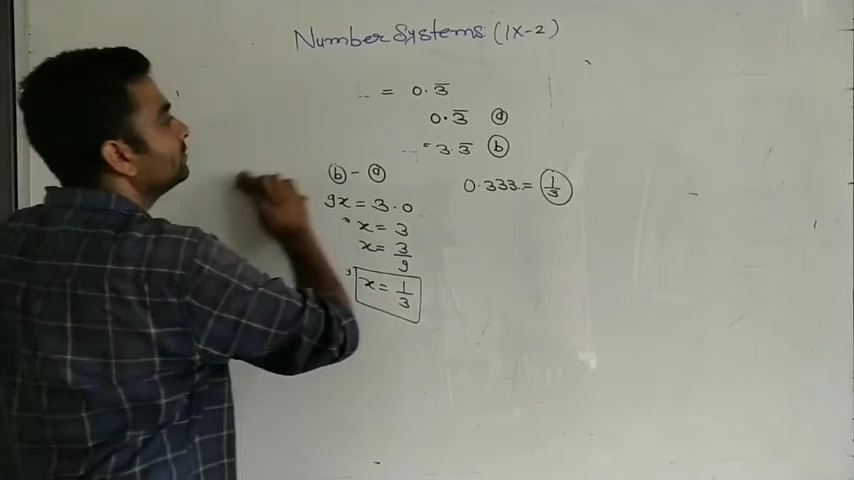 Number Systems (IX-2)
= 0.3̅
0.3̅ ⓐ
= 3.3̅ ⓑ
ⓑ - ⓐ
9x = 3.0
x = 3
x = 3/9
x = 1/3
0.333. = 1/3